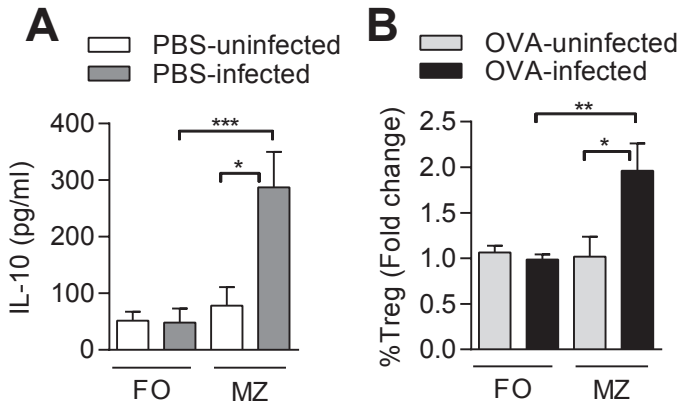 A
PBS-uninfected
PBS-infected
IL-10 (pg/ml)
400
300
200
100
0
***
*
FO
MZ
B
OVA-uninfected
OVA-infected
%Treg (Fold change)
2.5
2.0
1.5
1.0
0.5
0.0
**
*
FO
MZ